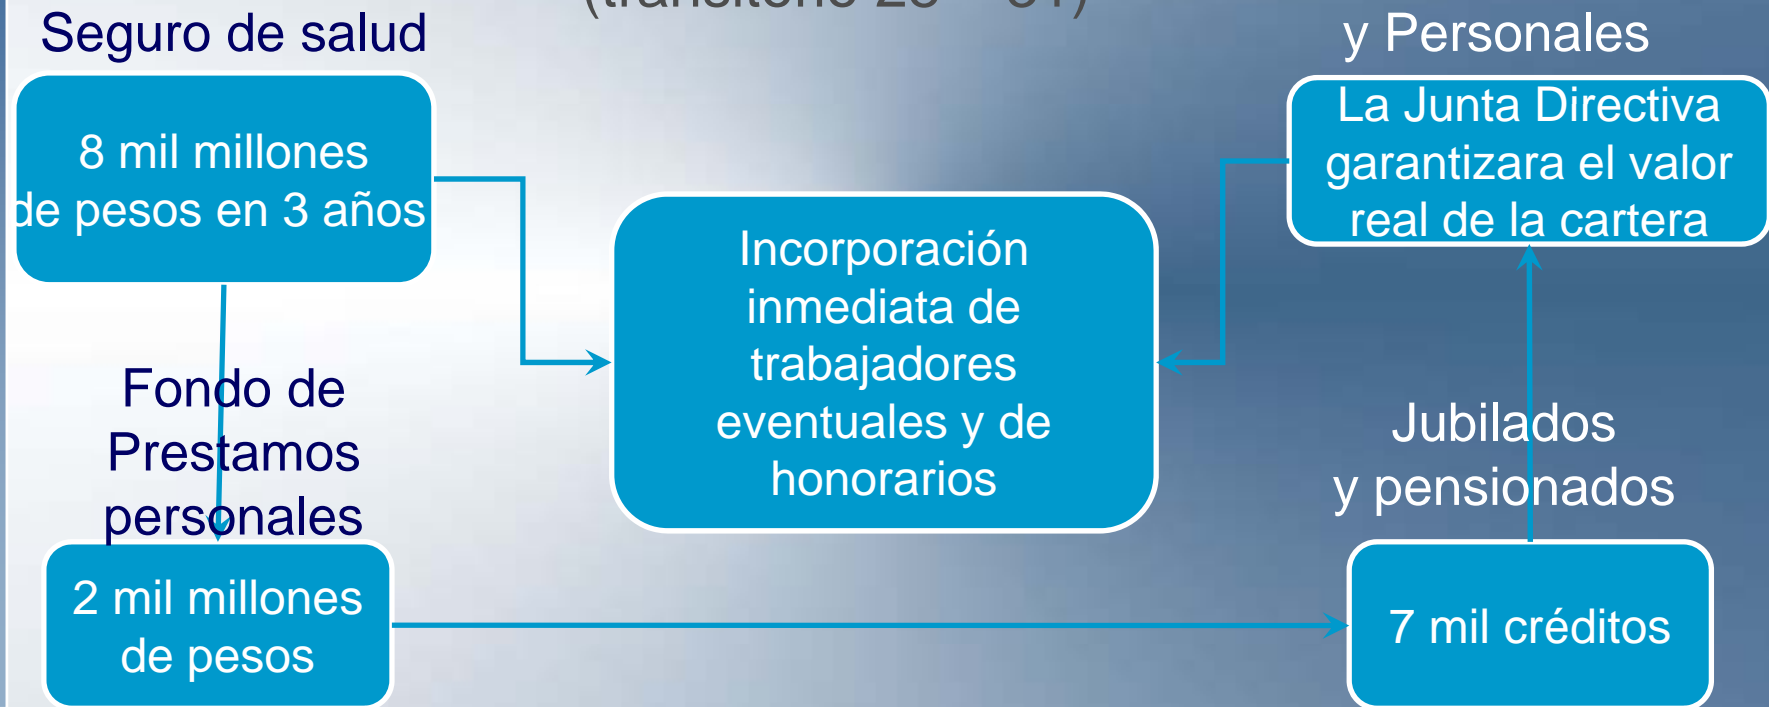 Seguro de salud
y Personales
8 mil millones
de pesos en 3 años
La Junta Directiva
garantizara el valor
real de la cartera
Incorporación
inmediata de
trabajadores
eventuales y de
honorarios
Fondo de
Prestamos
personales
Jubilados
y pensionados
2 mil millones
de pesos
7 mil créditos